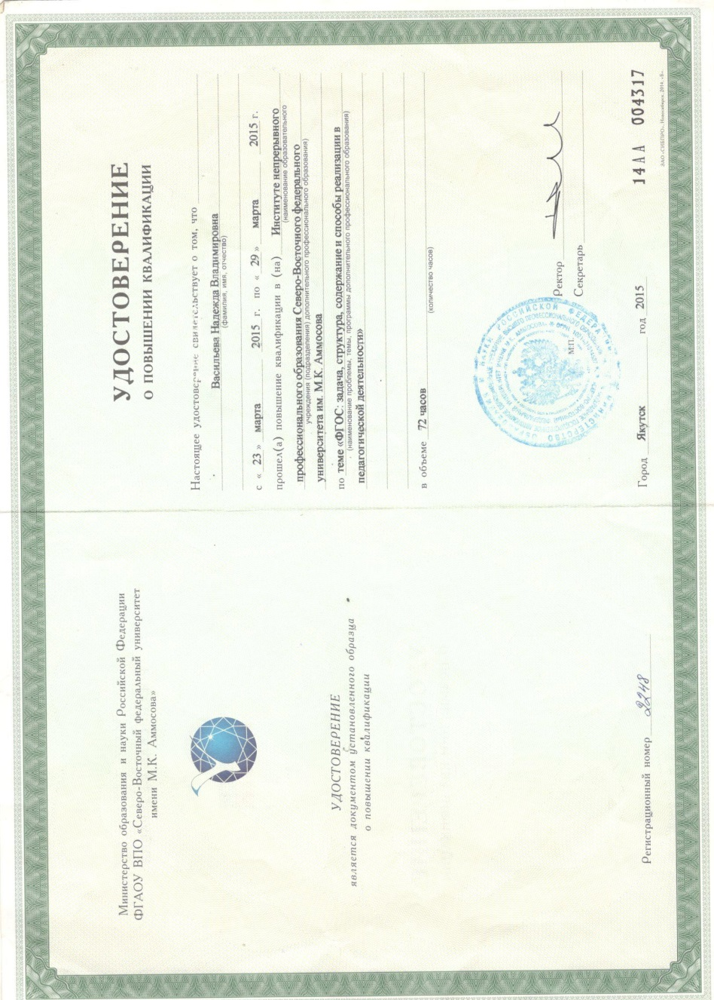 Министерство образования и науки Российской Федерации
ФГАОУ ВПО «Северо-Восточный федеральный университет
имени М.К. Аммосова»
УДОСТОВЕРЕНИЕ
является документом установленного образца
о повышении квалификации
Регистрационный номер 2248
УДОСТОВЕРЕНИЕ
О ПОВЫШЕНИИ КВАЛИФИКАЦИИ
Настоящее удостоверение свидетельствует о том, что
Васильева Надежда Владимировна
(фамилия, имя, отчество)
с « 23 » марта 2015 г. по « 29 » марта 2015 г.
прошел(а) повышение квалификации в (на) Институте непрерывного
(наименование образовательного
профессионального образования Северо-Восточного федерального
учреждения (подразделения) дополнительного профессионального образования)
университета им. М.К. Аммосова
по теме «ФГОС: задача, структура, содержание и способы реализации в
(наименование проблемы, темы, программы дополнительного профессионального образования)
педагогической деятельности»
в объеме 72 часов
(количество часов)
М.П.
Ректор
Секретарь
Город Якутск год 2015
14АА 004317
ЗАО «СИБПРО», Новосибирск, 2014, «Б».